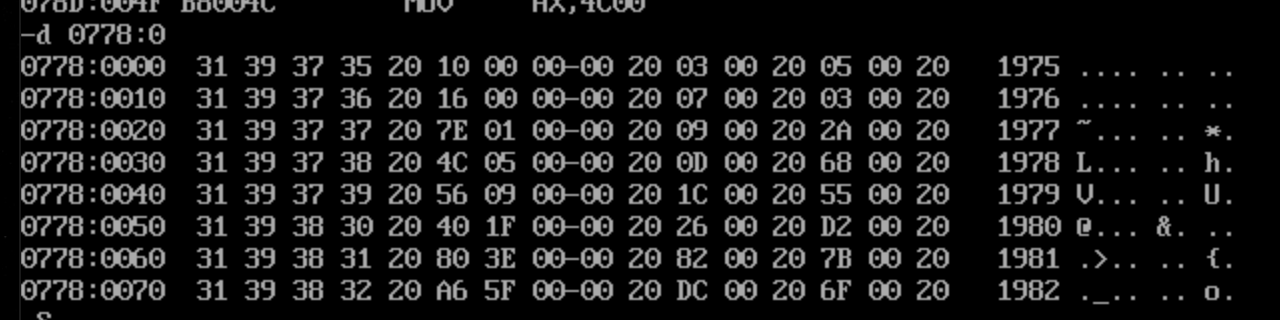 078D:004F B8004C        MOV     AX,4C00
-d 0778:0
0778:0000  31 39 37 35 20 10 00 00-00 20 03 00 20 05 00 20   1975 .... .. ..
0778:0010  31 39 37 36 20 16 00 00-00 20 07 00 20 03 00 20   1976 .... .. ..
0778:0020  31 39 37 37 20 7E 01 00-00 20 09 00 20 2A 00 20   1977 ~... .. *.
0778:0030  31 39 37 38 20 4C 05 00-00 20 0D 00 20 68 00 20   1978 L... .. h.
0778:0040  31 39 37 39 20 56 09 00-00 20 1C 00 20 55 00 20   1979 V... .. U.
0778:0050  31 39 38 30 20 40 1F 00-00 20 26 00 20 D2 00 20   1980 @... &. ..
0778:0060  31 39 38 31 20 80 3E 00-00 20 82 00 20 7B 00 20   1981 .>.. .. {.
0778:0070  31 39 38 32 20 A6 5F 00-00 20 DC 00 20 6F 00 20   1982 ._.. .. o.